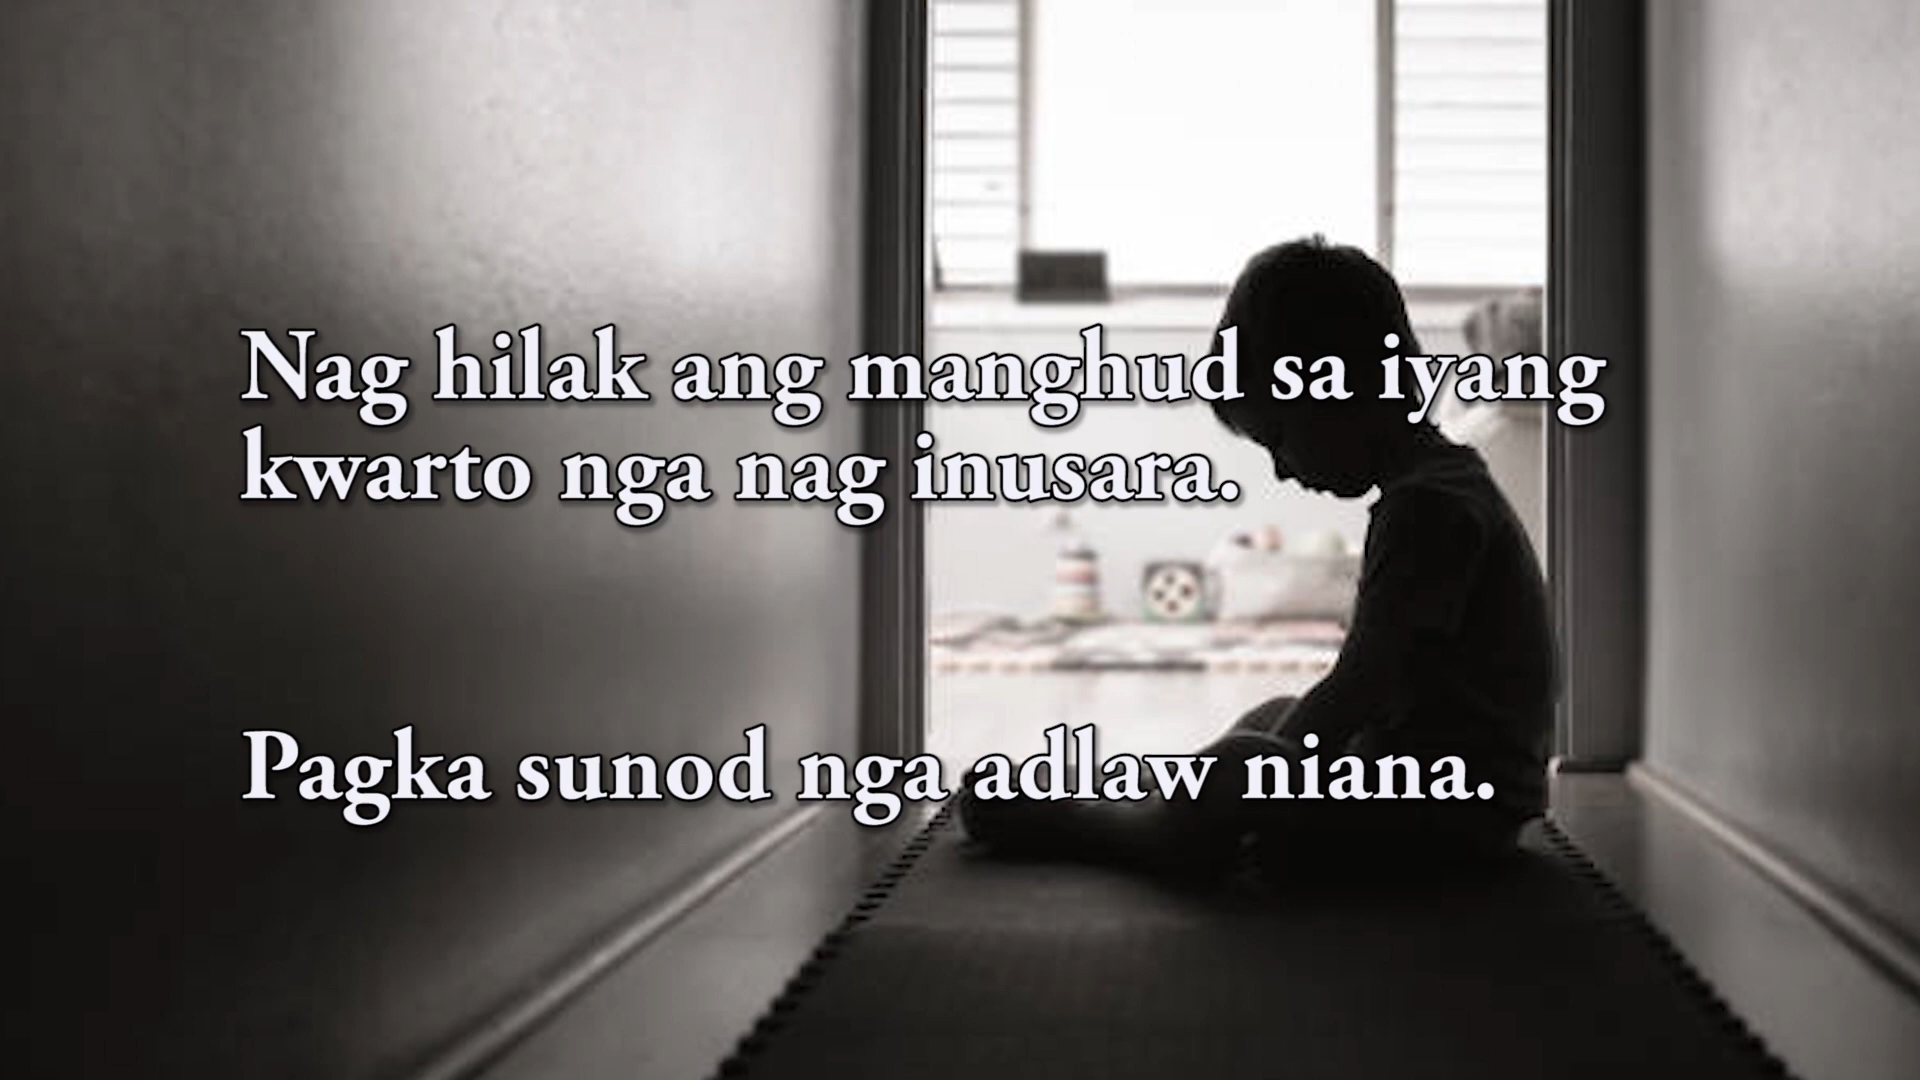 Nag hilak ang manghud sa iyang
kwarto nga nag inusara.
Pagka sunod nga adlaw niana.